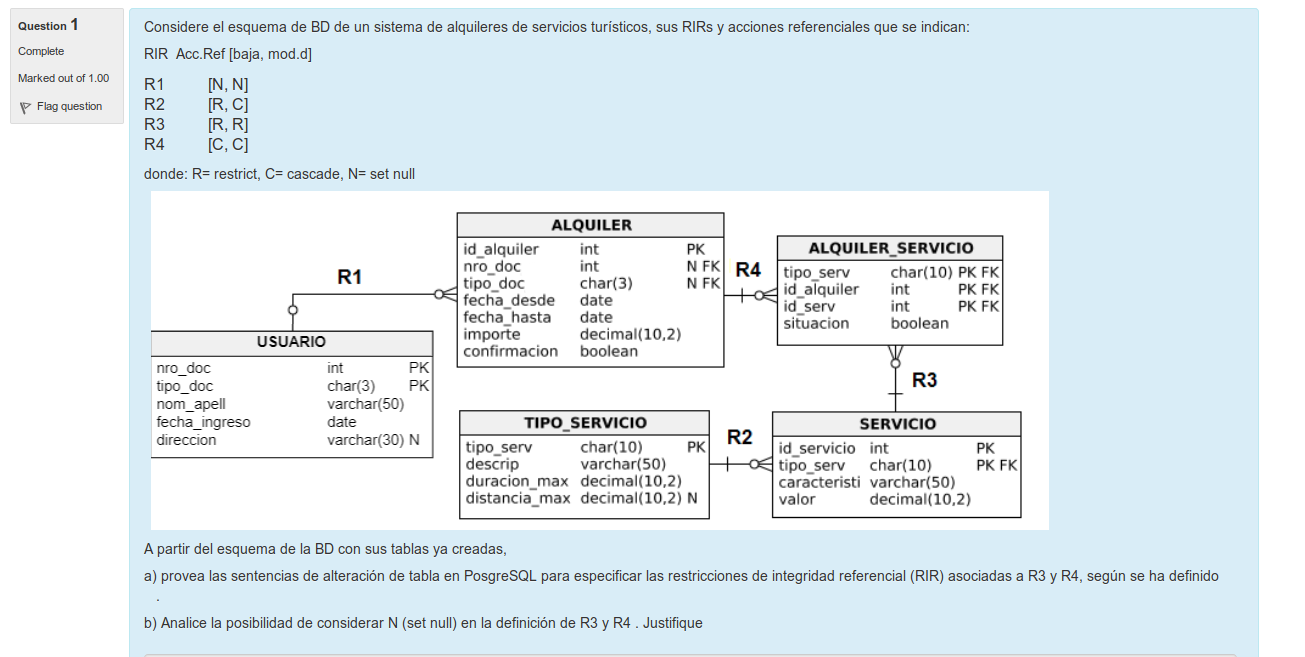 Question 1
Complete
Marked out of 1.00
Flag question
Considere el esquema de BD de un sistema de alquileres de servicios turísticos, sus RIRs y acciones referenciales que se indican:
RIR Acc.Ref [baja, mod.d]
R1 [N, N]
R2 [R, C]
R3 [R, R]
R4 [C, C]
donde: R= restrict, C= cascade, N= set null
R1
USUARIO
nro_doc int PK
tipo_doc char(3) PK
nom_apell varchar(50)
fecha_ingreso date
direccion varchar(30) N
ALQUILER
id_alquiler int PK
nro_doc int N FK
tipo_doc char(3) N FK
fecha_desde date
fecha_hasta date
importe decimal(10,2)
confirmacion boolean
R4
ALQUILER_SERVICIO
tipo_serv char(10) PK FK
id_alquiler int PK FK
id_serv int PK FK
situacion boolean
R3
TIPO_SERVICIO
tipo_serv char(10) PK
descrip varchar(50)
duracion_max decimal(10,2)
distancia_max decimal(10,2) N
R2
SERVICIO
id_servicio int PK
tipo_serv char(10) PK FK
caracteristi varchar(50)
valor decimal(10,2)
A partir del esquema de la BD con sus tablas ya creadas,
a) provea las sentencias de alteración de tabla en PosgreSQL para especificar las restricciones de integridad referencial (RIR) asociadas a R3 y R4, según se ha definido
.
b) Analice la posibilidad de considerar N (set null) en la definición de R3 y R4 . Justifique